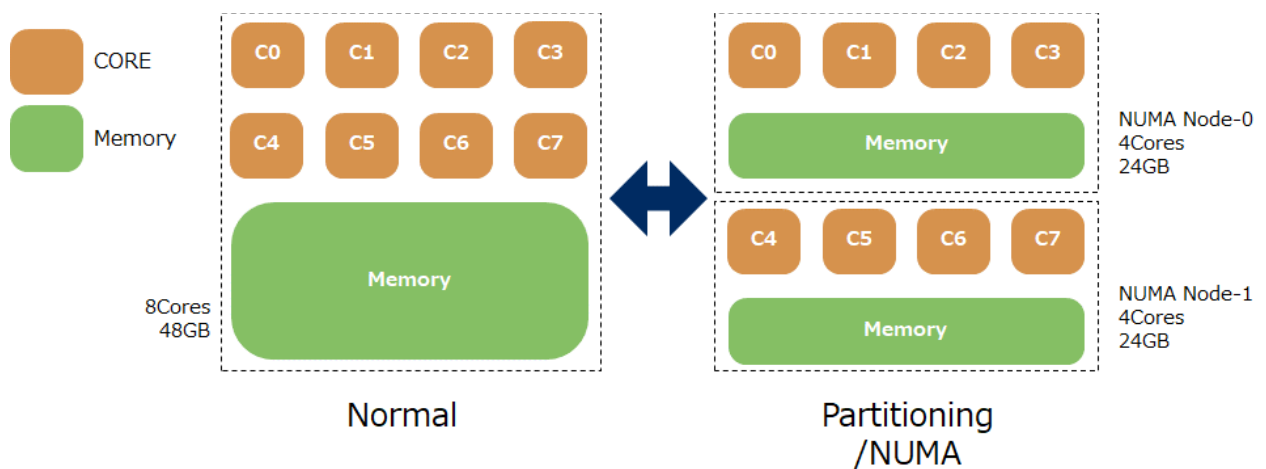 CORE
Memory
C0 C1 C2 C3
C4 C5 C6 C7
Memory
8Cores
48GB
Normal
C0 C1 C2 C3
Memory
NUMA Node-0
4Cores
24GB
C4 C5 C6 C7
Memory
NUMA Node-1
4Cores
24GB
Partitioning
/NUMA